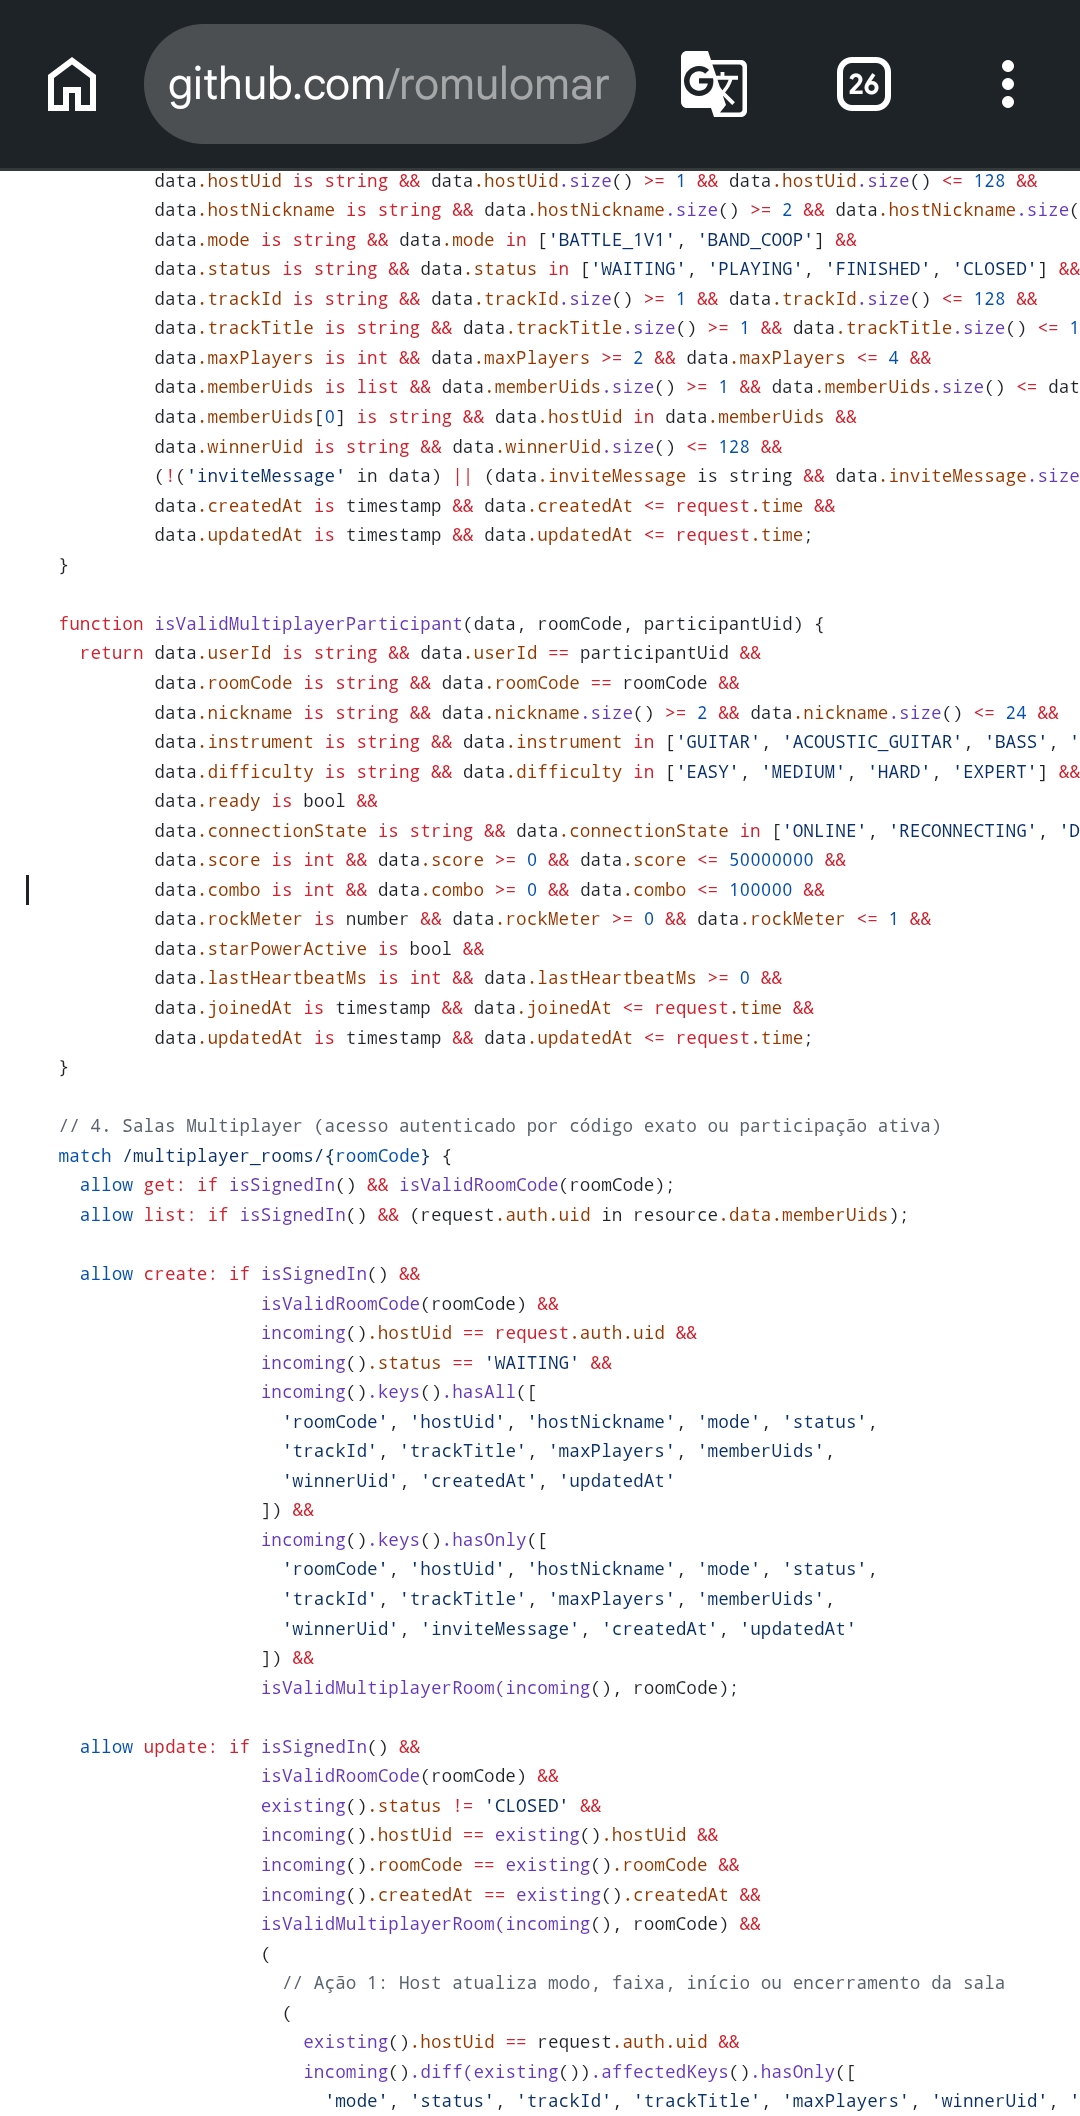 github.com/romulomar
26
data.hostUid is string && data.hostUid.size() >= 1 && data.hostUid.size() <= 128 &&
data.hostNickname is string && data.hostNickname.size() >= 2 && data.hostNickname.size(
data.mode is string && data.mode in ['BATTLE_1V1', 'BAND_COOP'] &&
data.status is string && data.status in ['WAITING', 'PLAYING', 'FINISHED', 'CLOSED'] &&
data.trackId is string && data.trackId.size() >= 1 && data.trackId.size() <= 128 &&
data.trackTitle is string && data.trackTitle.size() >= 1 && data.trackTitle.size() <= 1
data.maxPlayers is int && data.maxPlayers >= 2 && data.maxPlayers <= 4 &&
data.memberUids is list && data.memberUids.size() >= 1 && data.memberUids.size() <= dat
data.memberUids[0] is string && data.hostUid in data.memberUids &&
data.winnerUid is string && data.winnerUid.size() <= 128 &&
(!('inviteMessage' in data) || (data.inviteMessage is string && data.inviteMessage.size
data.createdAt is timestamp && data.createdAt <= request.time &&
data.updatedAt is timestamp && data.updatedAt <= request.time;
}
function isValidMultiplayerParticipant(data, roomCode, participantUid) {
return data.userId is string && data.userId == participantUid &&
data.roomCode is string && data.roomCode == roomCode &&
data.nickname is string && data.nickname.size() >= 2 && data.nickname.size() <= 24 &&
data.instrument is string && data.instrument in ['GUITAR', 'ACOUSTIC_GUITAR', 'BASS', '
data.difficulty is string && data.difficulty in ['EASY', 'MEDIUM', 'HARD', 'EXPERT'] &&
data.ready is bool &&
data.connectionState is string && data.connectionState in ['ONLINE', 'RECONNECTING', 'D
data.score is int && data.score >= 0 && data.score <= 50000000 &&
data.combo is int && data.combo >= 0 && data.combo <= 100000 &&
data.rockMeter is number && data.rockMeter >= 0 && data.rockMeter <= 1 &&
data.starPowerActive is bool &&
data.lastHeartbeatMs is int && data.lastHeartbeatMs >= 0 &&
data.joinedAt is timestamp && data.joinedAt <= request.time &&
data.updatedAt is timestamp && data.updatedAt <= request.time;
}
// 4. Salas Multiplayer (acesso autenticado por código exato ou participação ativa)
match /multiplayer_rooms/{roomCode} {
allow get: if isSignedIn() && isValidRoomCode(roomCode);
allow list: if isSignedIn() && (request.auth.uid in resource.data.memberUids);
allow create: if isSignedIn() &&
isValidRoomCode(roomCode) &&
incoming().hostUid == request.auth.uid &&
incoming().status == 'WAITING' &&
incoming().keys().hasAll([
'roomCode', 'hostUid', 'hostNickname', 'mode', 'status',
'trackId', 'trackTitle', 'maxPlayers', 'memberUids',
'winnerUid', 'createdAt', 'updatedAt'
]) &&
incoming().keys().hasOnly([
'roomCode', 'hostUid', 'hostNickname', 'mode', 'status',
'trackId', 'trackTitle', 'maxPlayers', 'memberUids',
'winnerUid', 'inviteMessage', 'createdAt', 'updatedAt'
]) &&
isValidMultiplayerRoom(incoming(), roomCode);
allow update: if isSignedIn() &&
isValidRoomCode(roomCode) &&
existing().status != 'CLOSED' &&
incoming().hostUid == existing().hostUid &&
incoming().roomCode == existing().roomCode &&
incoming().createdAt == existing().createdAt &&
isValidMultiplayerRoom(incoming(), roomCode) &&
(
// Ação 1: Host atualiza modo, faixa, início ou encerramento da sala
(
existing().hostUid == request.auth.uid &&
incoming().diff(existing()).affectedKeys().hasOnly([
'mode', 'status', 'trackId', 'trackTitle', 'maxPlayers', 'winnerUid', '